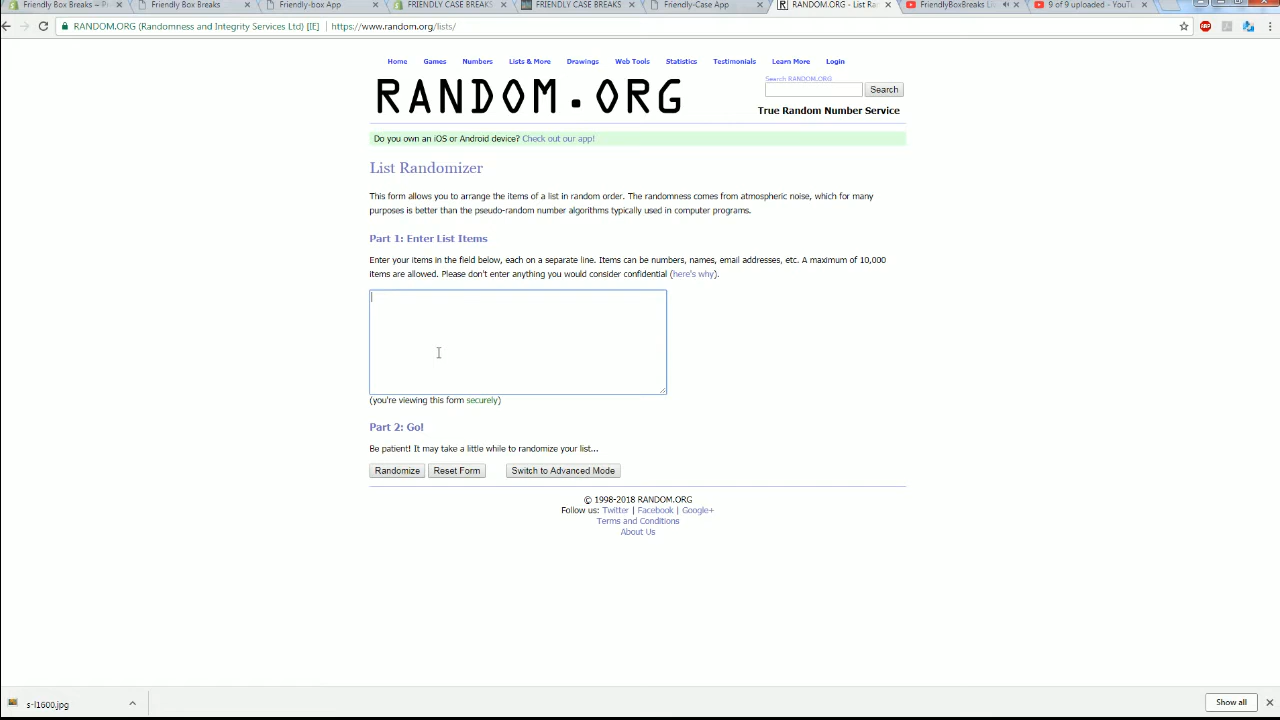 Friendly Box Breaks – P
Friendly Box Breaks
Friendly-box App
FRIENDLY CASE BREAKS
FRIENDLY CASE BREAKS
Friendly-Case App
RANDOM.ORG - List Ra
FriendlyBoxBreaks Li
9 of 9 uploaded - YouT
RANDOM.ORG (Randomness and Integrity Services Ltd) [IE]
https://www.random.org/lists/
Home Games Numbers Lists & More Drawings Web Tools Statistics Testimonials Learn More Login
Search RANDOM.ORG
RANDOM.ORG
Search
True Random Number Service
Do you own an iOS or Android device? Check out our app!
List Randomizer
This form allows you to arrange the items of a list in random order. The randomness comes from atmospheric noise, which for many
purposes is better than the pseudo-random number algorithms typically used in computer programs.
Part 1: Enter List Items
Enter your items in the field below, each on a separate line. Items can be numbers, names, email addresses, etc. A maximum of 10,000
items are allowed. Please don't enter anything you would consider confidential (here's why).
(you're viewing this form securely)
Part 2: Go!
Be patient! It may take a little while to randomize your list...
Randomize Reset Form Switch to Advanced Mode
© 1998-2018 RANDOM.ORG
Follow us: Twitter | Facebook | Google+
Terms and Conditions
About Us
s-l1600.jpg
Show all